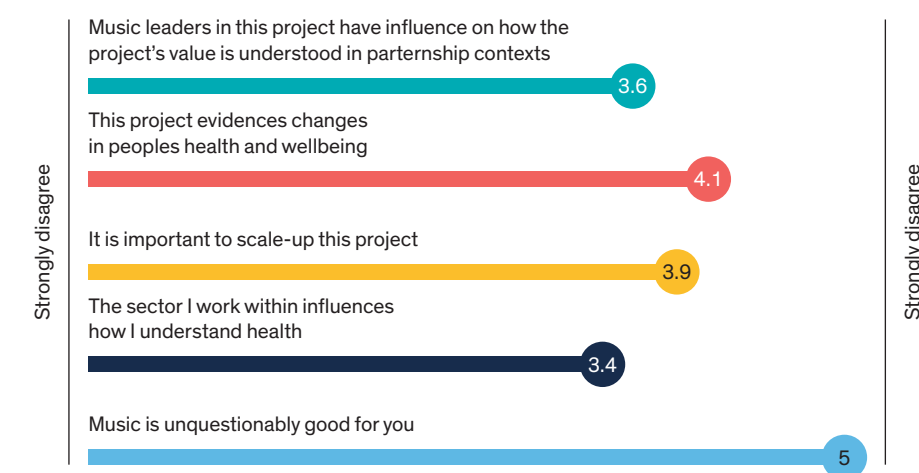 Music leaders in this project have influence on how the
project’s value is understood in parternship contexts
3.6
This project evidences changes
in peoples health and wellbeing
4.1
Strongly disagree
Strongly disagree
It is important to scale-up this project
3.9
The sector I work within influences
how I understand health
3.4
Music is unquestionably good for you
5